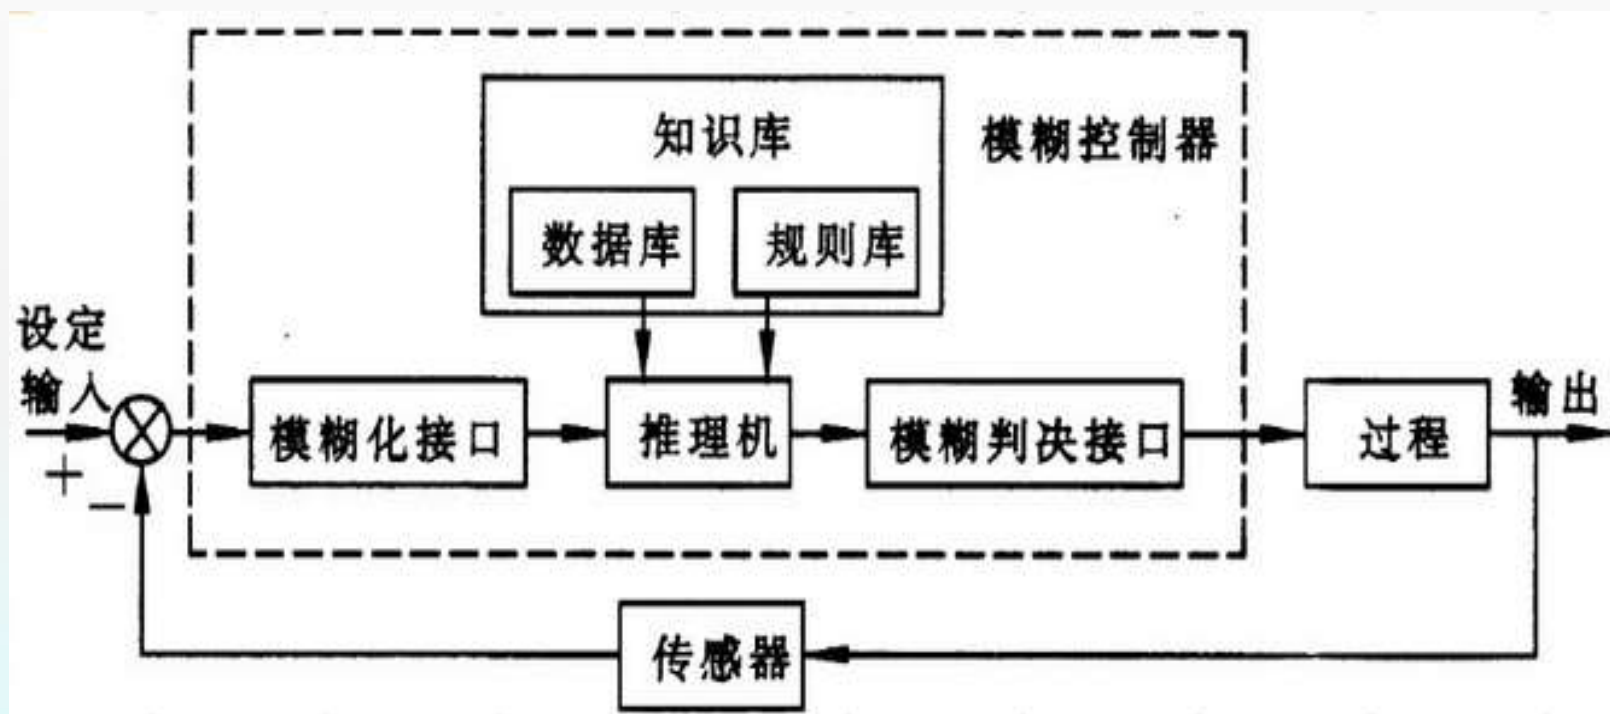 知识库
模糊控制器
数据库
规则库
设定
输入
模糊化接口
推理机
模糊判决接口
过程
输出
+
−
传感器